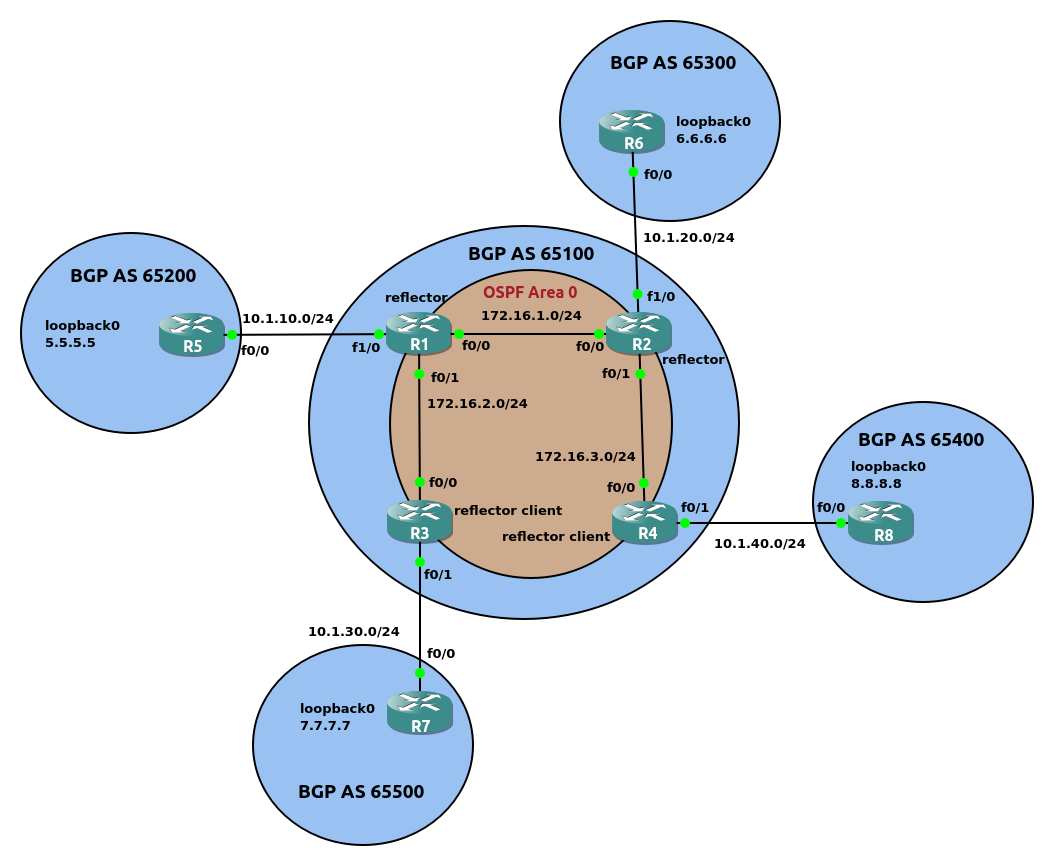 BGP AS 65300
loopback0
6.6.6.6
R6
f0/0
10.1.20.0/24
BGP AS 65100
BGP AS 65200
OSPF Area 0
reflector
172.16.1.0/24
f1/0
loopback0
5.5.5.5
R5
f0/0
10.1.10.0/24
f1/0
R1
f0/0
f0/0
R2
reflector
f0/1
172.16.2.0/24
f0/1
172.16.3.0/24
f0/0
f0/0
R3
reflector client
reflector client
R4
f0/1
f0/1
10.1.40.0/24
BGP AS 65400
loopback0
8.8.8.8
f0/0
R8
10.1.30.0/24
f0/0
loopback0
7.7.7.7
R7
BGP AS 65500